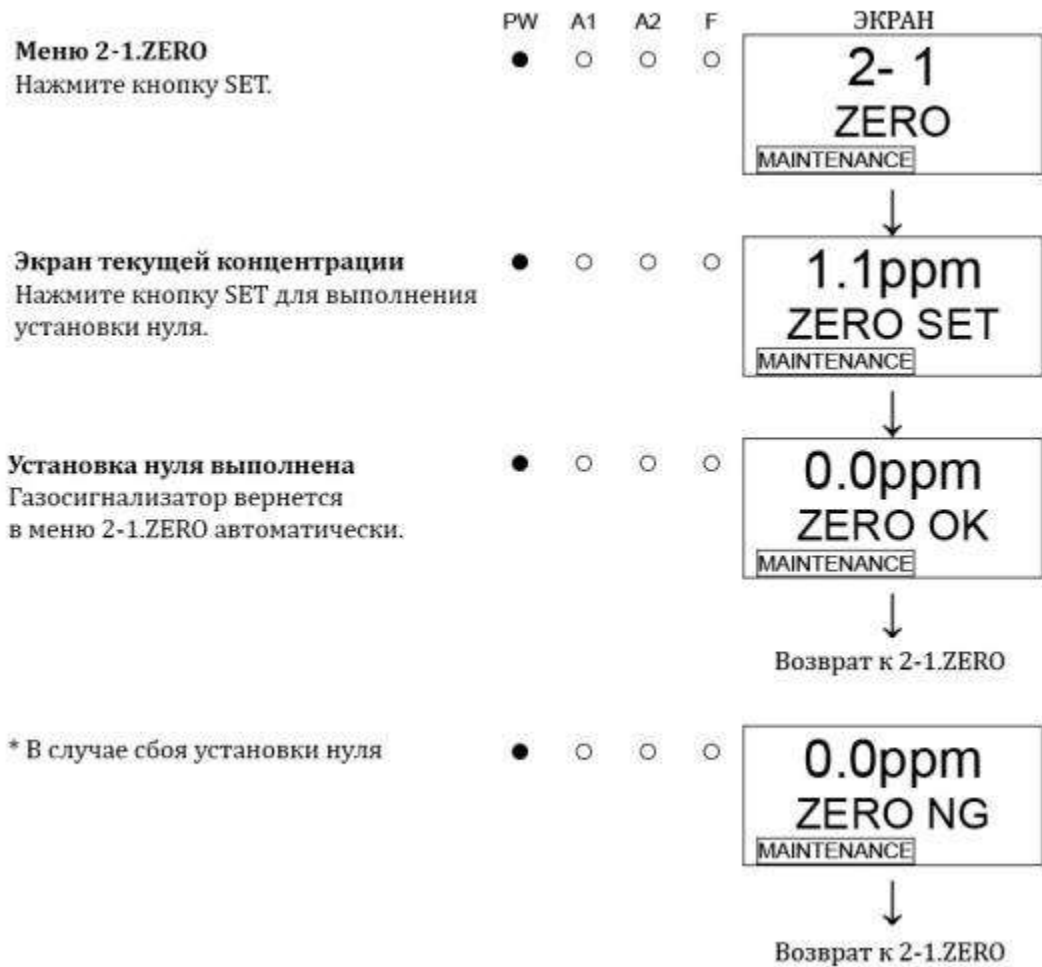 PW A1 A2 F ЭКРАН
Меню 2-1.ZERO
Нажмите кнопку SET.
2- 1
ZERO
MAINTENANCE
Экран текущей концентрации
Нажмите кнопку SET для выполнения
установки нуля.
1.1ppm
ZERO SET
MAINTENANCE
Установка нуля выполнена
Газосигнализатор вернется
в меню 2-1.ZERO автоматически.
0.0ppm
ZERO OK
MAINTENANCE
Возврат к 2-1.ZERO
* В случае сбоя установки нуля
0.0ppm
ZERO NG
MAINTENANCE
Возврат к 2-1.ZERO